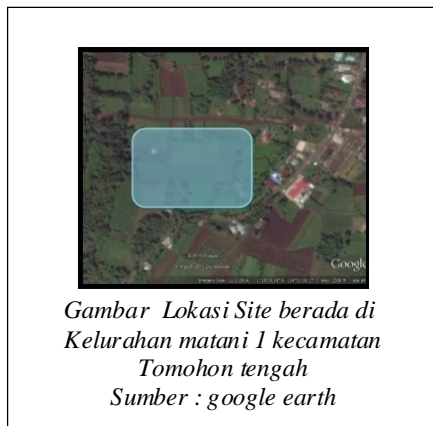 Google
Gambar Lokasi Site berada di
Kelurahan matani 1 kecamatan
Tomohon tengah
Sumber : google earth